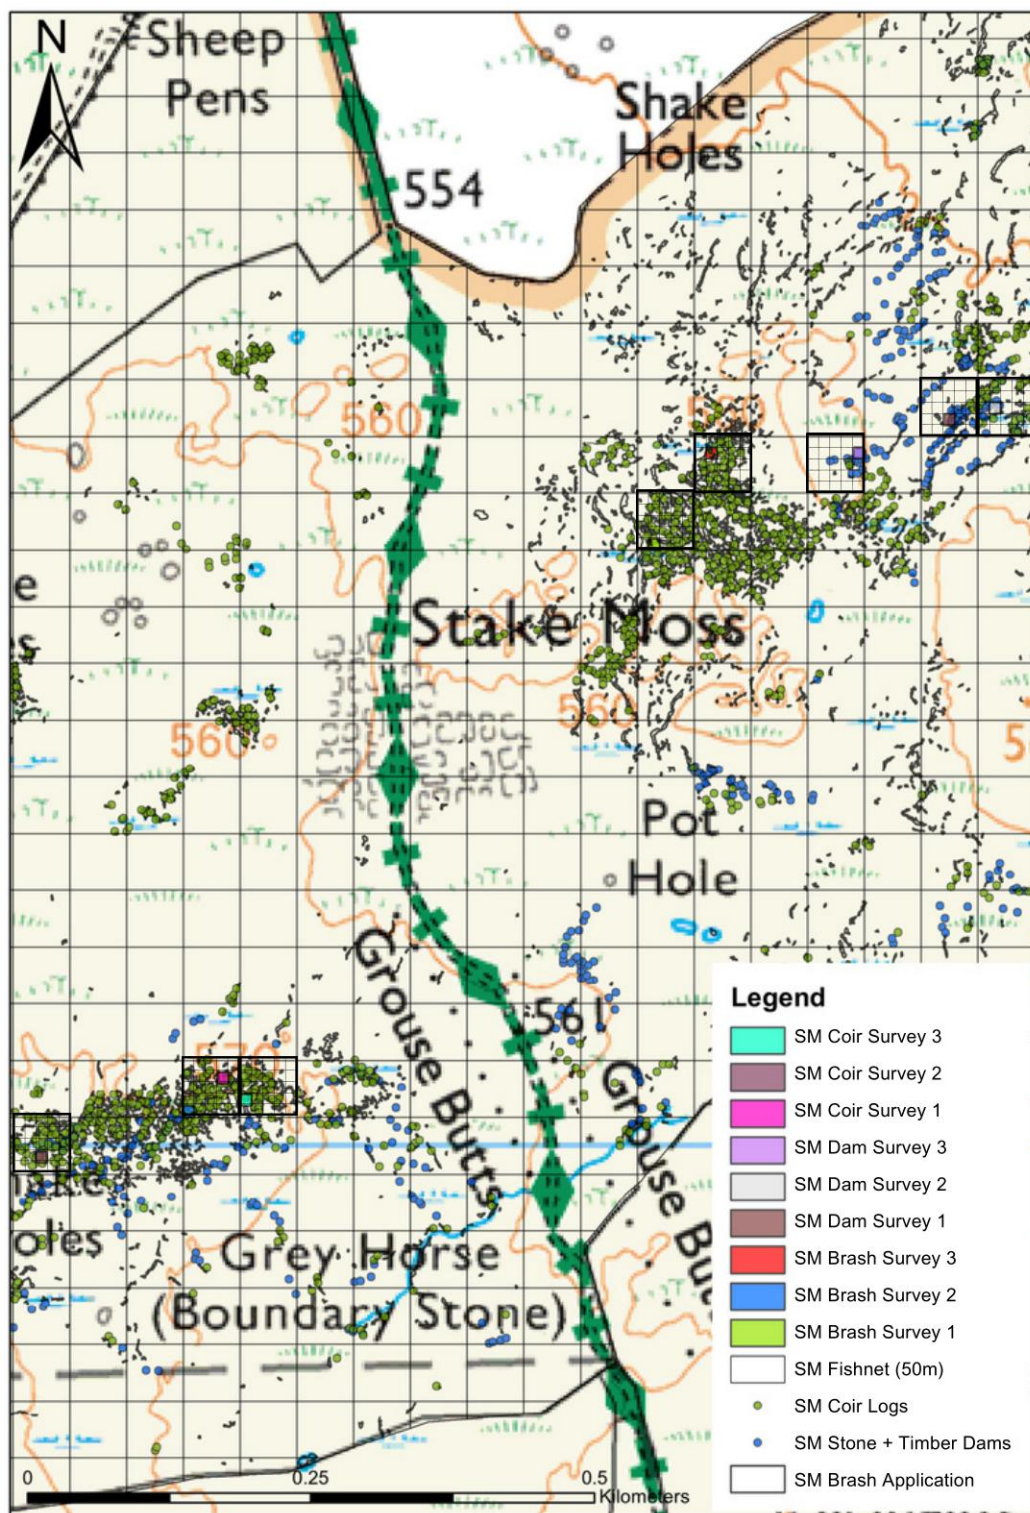 N
Sheep
Pens
Shake
Holes
554
560
e
s
Stake Moss
560
560
5
Pot
Hole
Grouse Butts
561
Grouse Butt
570
oles
Grey Horse
(Boundary Stone)
Legend
SM Coir Survey 3
SM Coir Survey 2
SM Coir Survey 1
SM Dam Survey 3
SM Dam Survey 2
SM Dam Survey 1
SM Brash Survey 3
SM Brash Survey 2
SM Brash Survey 1
SM Fishnet (50m)
SM Coir Logs
SM Stone + Timber Dams
SM Brash Application
0 0.25 0.5
Kilometers